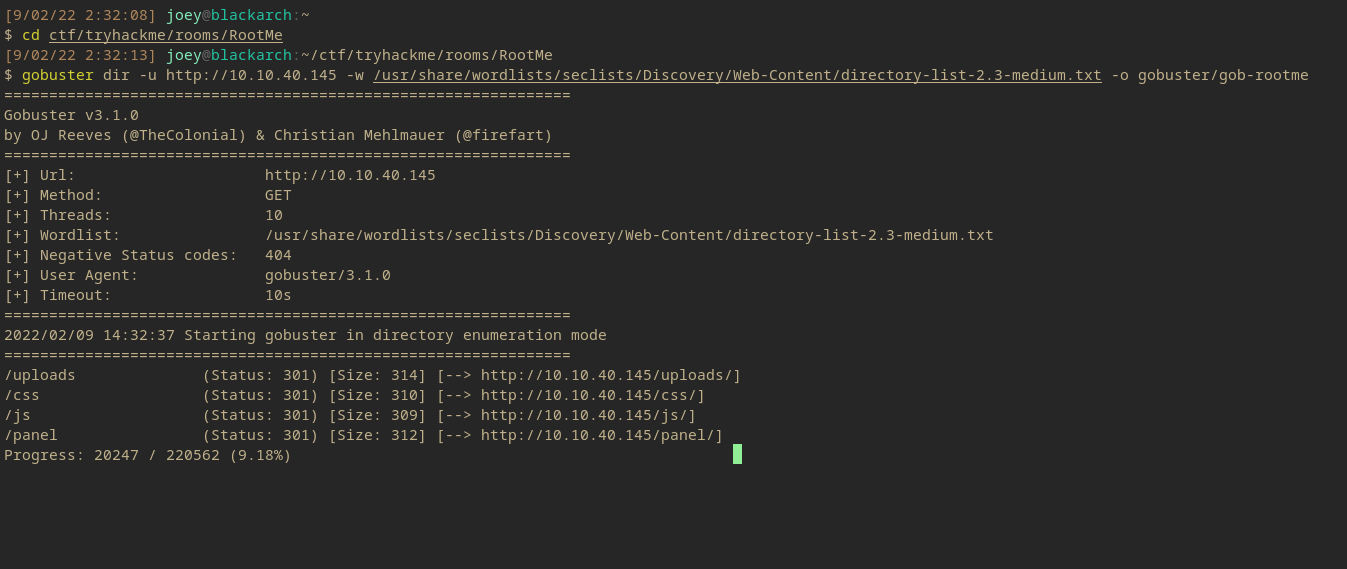 [9/02/22 2:32:08] joey@blackarch:~
$ cd ctf/tryhackme/rooms/RootMe
[9/02/22 2:32:13] joey@blackarch:~/ctf/tryhackme/rooms/RootMe
$ gobuster dir -u http://10.10.40.145 -w /usr/share/wordlists/seclists/Discovery/Web-Content/directory-list-2.3-medium.txt -o gobuster/gob-rootme
===============================================================
Gobuster v3.1.0
by OJ Reeves (@TheColonial) & Christian Mehlmauer (@firefart)
===============================================================
[+] Url:                     http://10.10.40.145
[+] Method:                  GET
[+] Threads:                 10
[+] Wordlist:                /usr/share/wordlists/seclists/Discovery/Web-Content/directory-list-2.3-medium.txt
[+] Negative Status codes:   404
[+] User Agent:              gobuster/3.1.0
[+] Timeout:                 10s
===============================================================
2022/02/09 14:32:37 Starting gobuster in directory enumeration mode
===============================================================
/uploads              (Status: 301) [Size: 314] [--> http://10.10.40.145/uploads/]
/css                  (Status: 301) [Size: 310] [--> http://10.10.40.145/css/]
/js                   (Status: 301) [Size: 309] [--> http://10.10.40.145/js/]
/panel                (Status: 301) [Size: 312] [--> http://10.10.40.145/panel/]
Progress: 20247 / 220562 (9.18%)